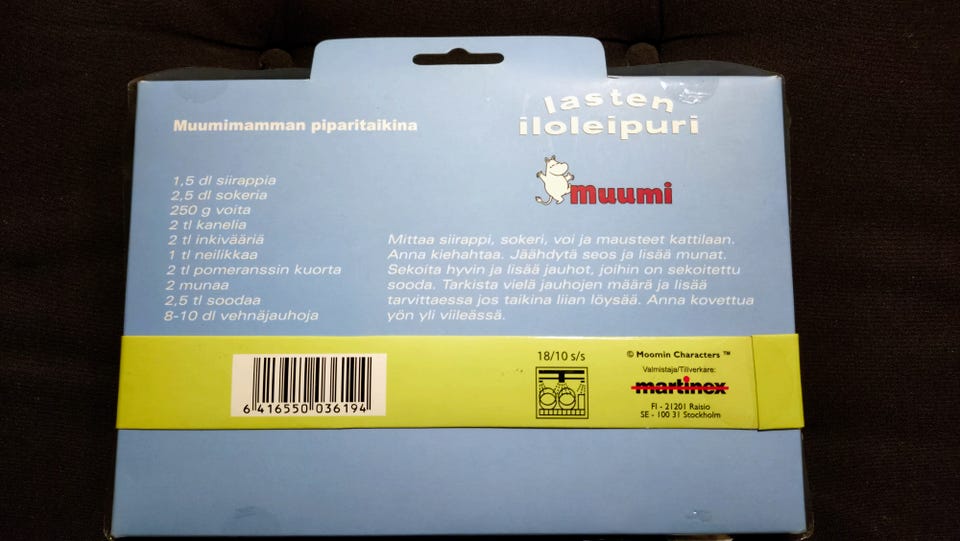 lasten
iloleipuri
muumi
Muumimamman piparitaikina
1,5 dl siirappia
2,5 dl sokeria
250 g voita
2 tl kanelia
2 tl inkivääriä
1 tl neilikkaa
2 tl pomeranssin kuorta
2 munaa
2,5 tl soodaa
8-10 dl vehnäjauhoja
Mittaa siirappi, sokeri, voi ja mausteet kattilaan.
Anna kiehahtaa. Jäähdytä seos ja lisää munat.
Sekoita hyvin ja lisää jauhot, joihin on sekoitettu
sooda. Tarkista vielä jauhojen määrä ja lisää
tarvittaessa jos taikina liian löysää. Anna kovettua
yön yli viileässä.
6 416550 036194
18/10 s/s
© Moomin Characters ™
Valmistaja/Tillverkare:
martinex
FI - 21201 Raisio
SE - 100 31 Stockholm